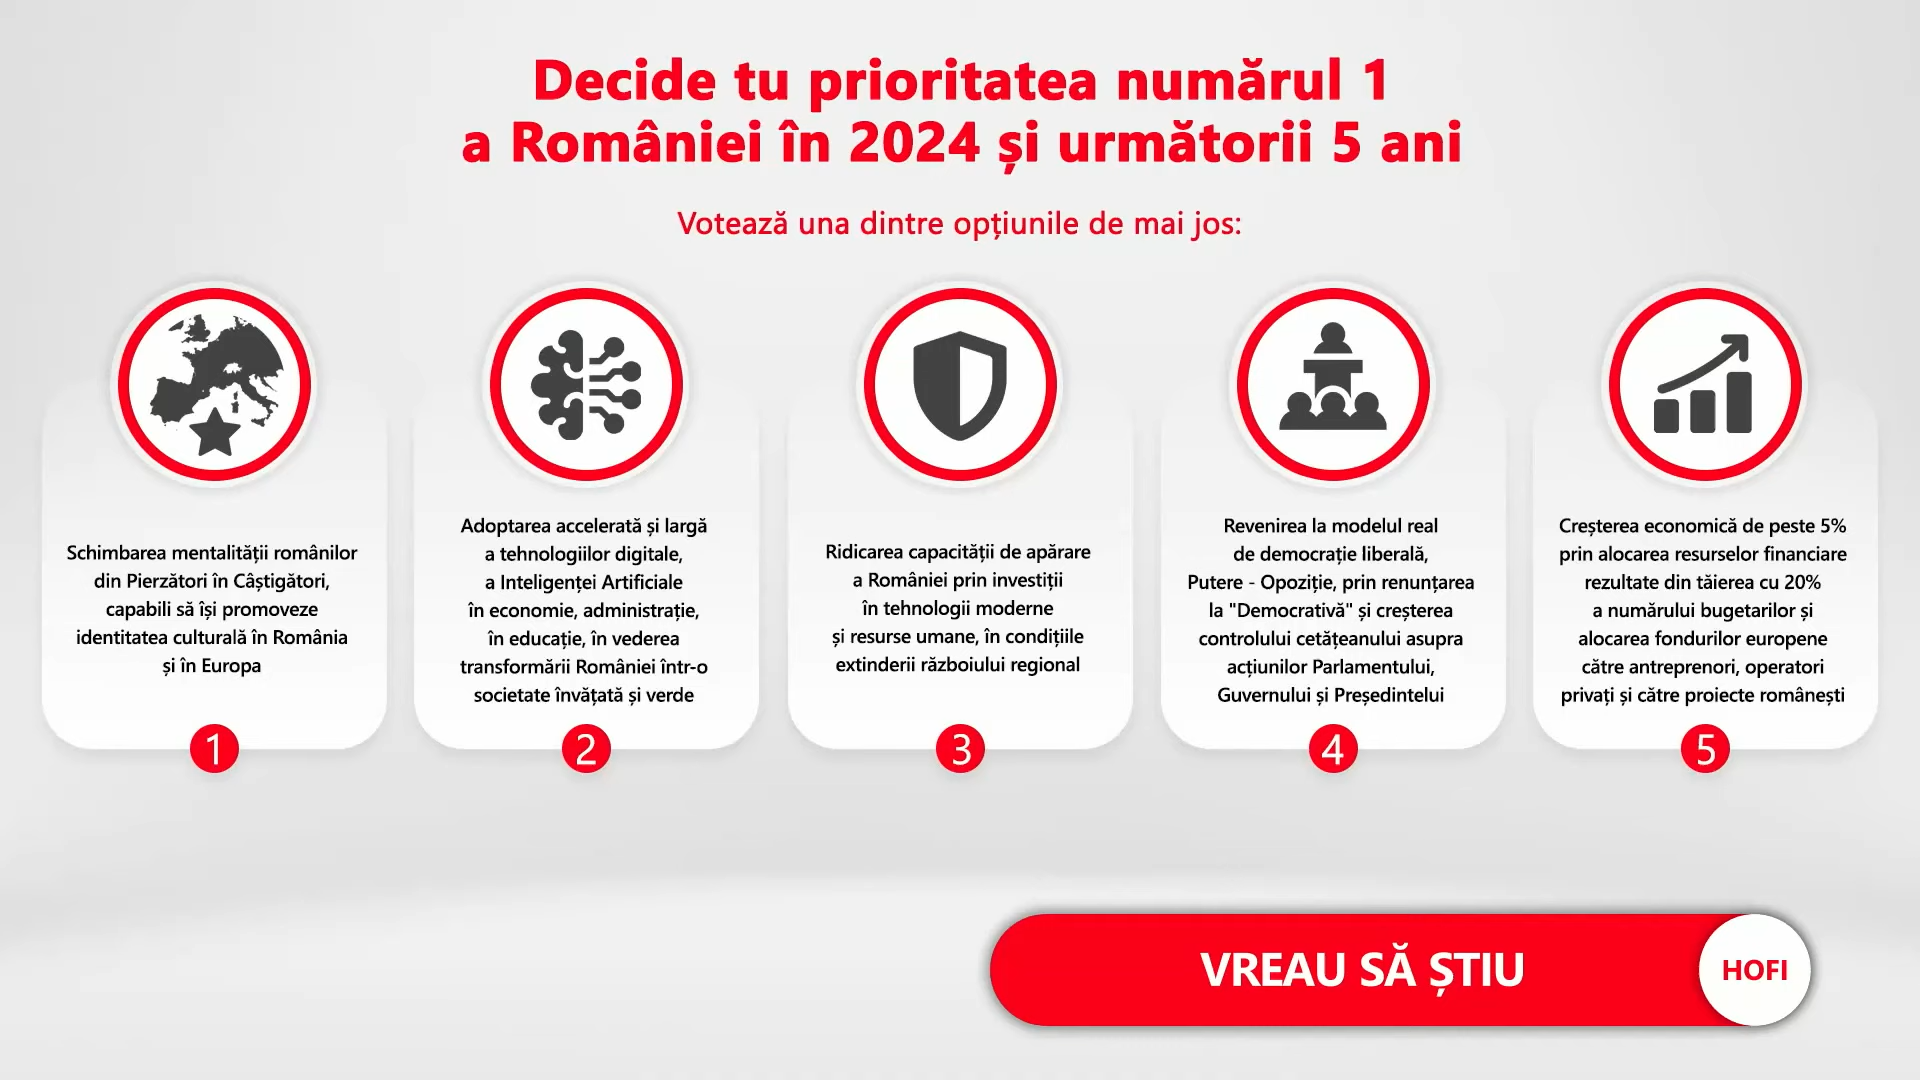 Decide tu prioritatea numărul 1
a României în 2024 și următorii 5 ani
Votează una dintre opțiunile de mai jos:
Schimbarea mentalității românilor
din Pierzători în Câștigători,
capabili să își promoveze
identitatea culturală în România
și în Europa
1
Adoptarea accelerată și largă
a tehnologiilor digitale,
a Inteligenței Artificiale
în economie, administrație,
în educație, în vederea
transformării României într-o
societate învățată și verde
2
Ridicarea capacității de apărare
a României prin investiții
în tehnologii moderne
și resurse umane, în condițiile
extinderii războiului regional
3
Revenirea la modelul real
de democrație liberală,
Putere - Opoziție, prin renunțarea
la "Democrativă" și creșterea
controlului cetățeanului asupra
acțiunilor Parlamentului,
Guvernului și Președintelui
4
Creșterea economică de peste 5%
prin alocarea resurselor financiare
rezultate din tăierea cu 20%
a numărului bugetarilor și
alocarea fondurilor europene
către antreprenori, operatori
privați și către proiecte românești
5
VREAU SĂ ȘTIU
HOFI